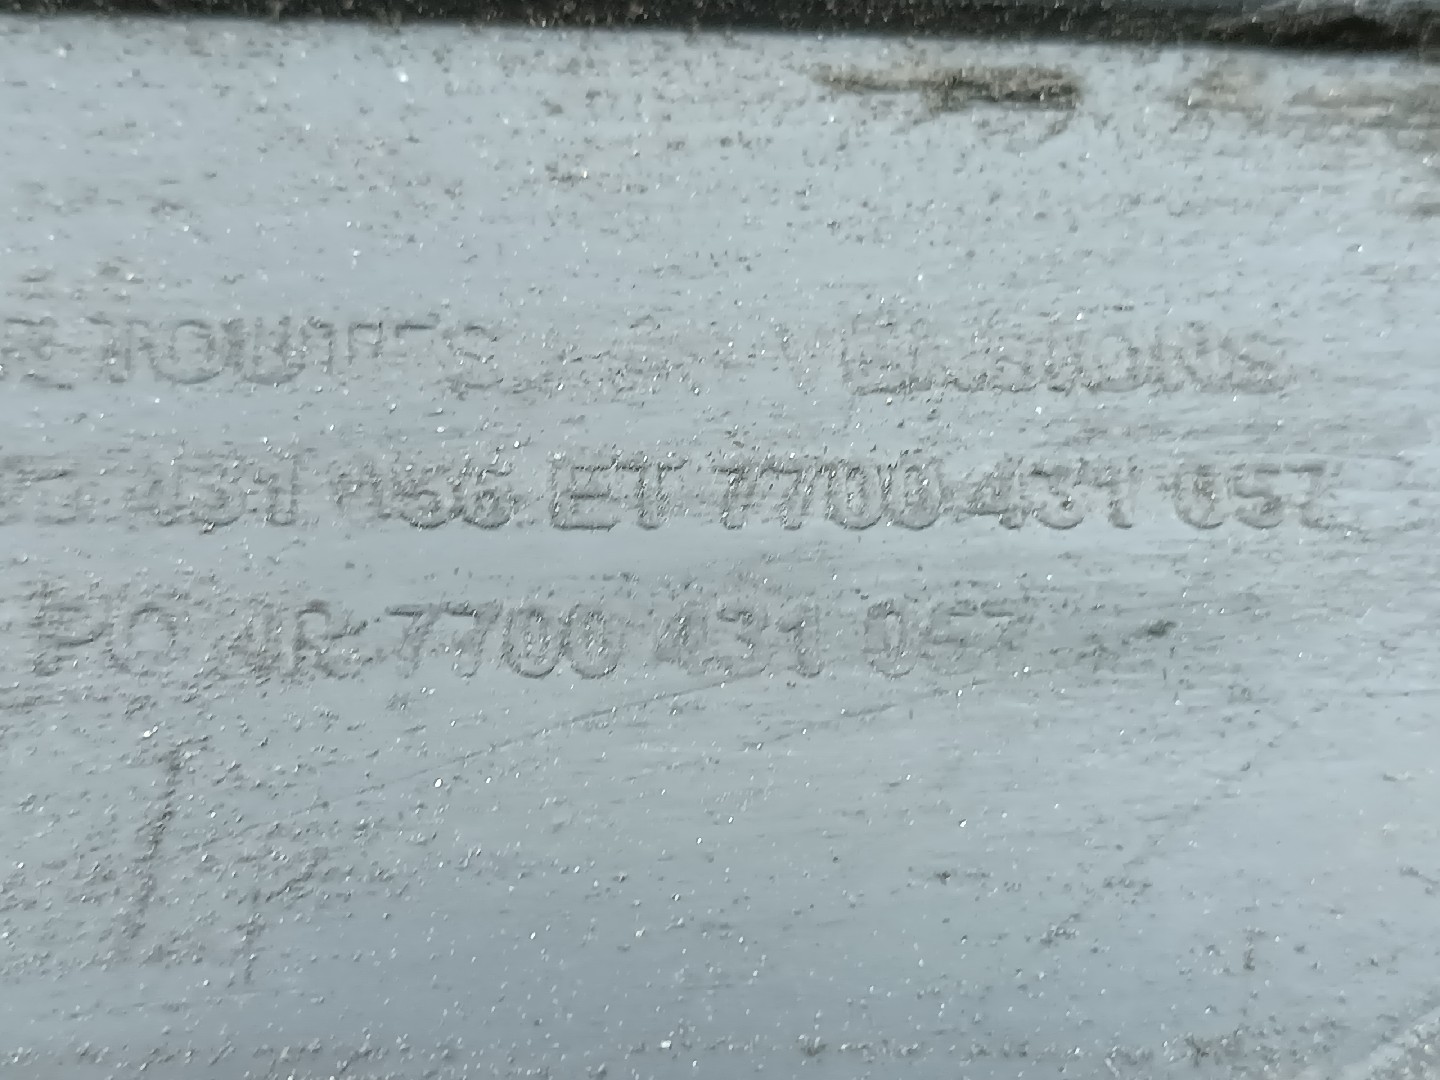 TOUTES VERSIONS
431 056 ET 7700 431 057
POUR 7700 431 057